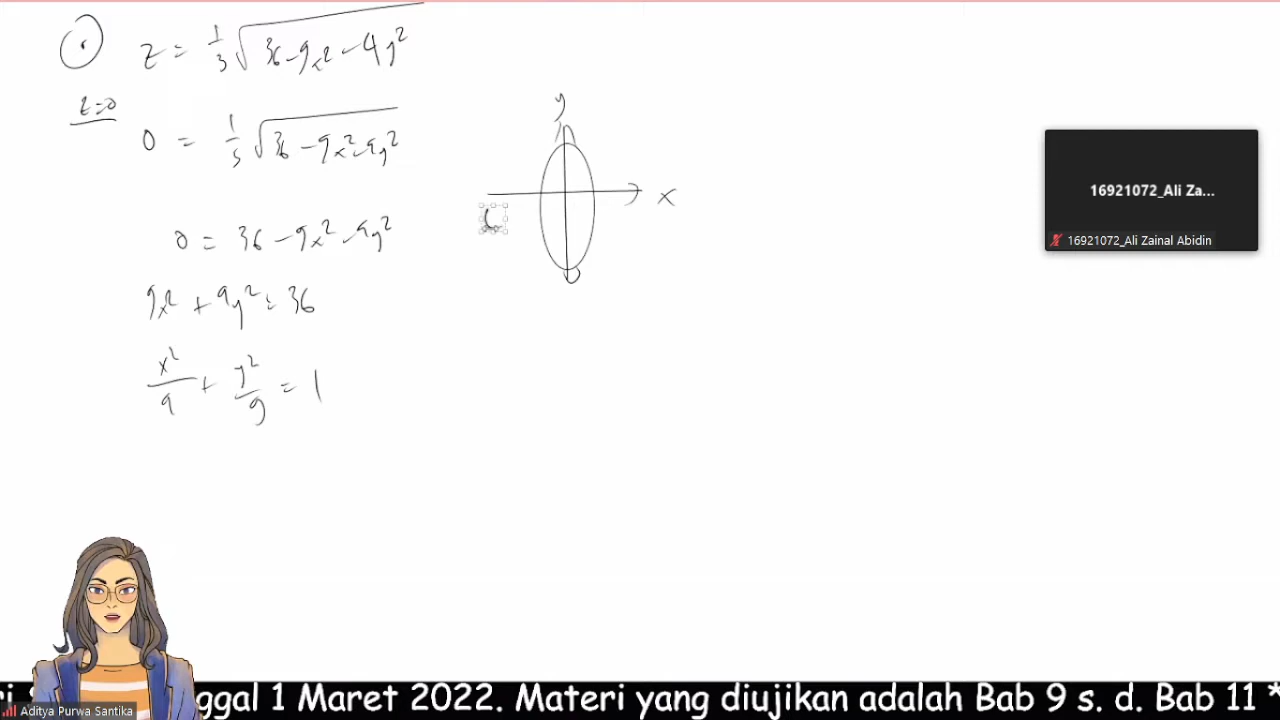 z = 1/3 √(36 - 9x² - 4y²)
z=0
0 = 1/3 √(36 - 9x² - 9y²)
0 = 36 - 9x² - 9y²
9x² + 9y² = 36
x²/9 + y²/9 = 1
y
x
16921072_Ali Za...
16921072_Ali Zainal Abidin
ggal 1 Maret 2022. Materi yang diujikan adalah Bab 9 s. d. Bab 11 *
Aditya Purwa Santika